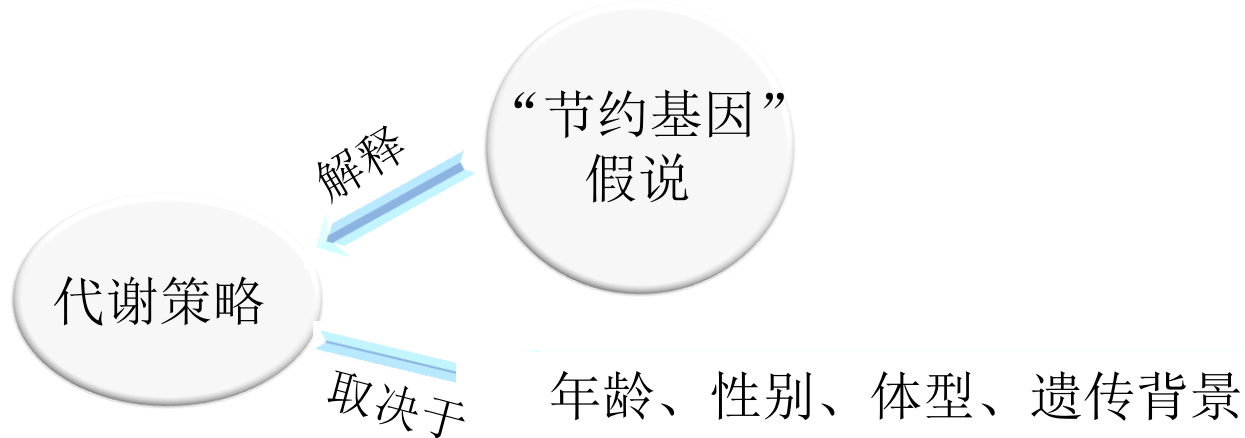 “节约基因”
假说
解释
代谢策略
取决于
年龄、性别、体型、遗传背景